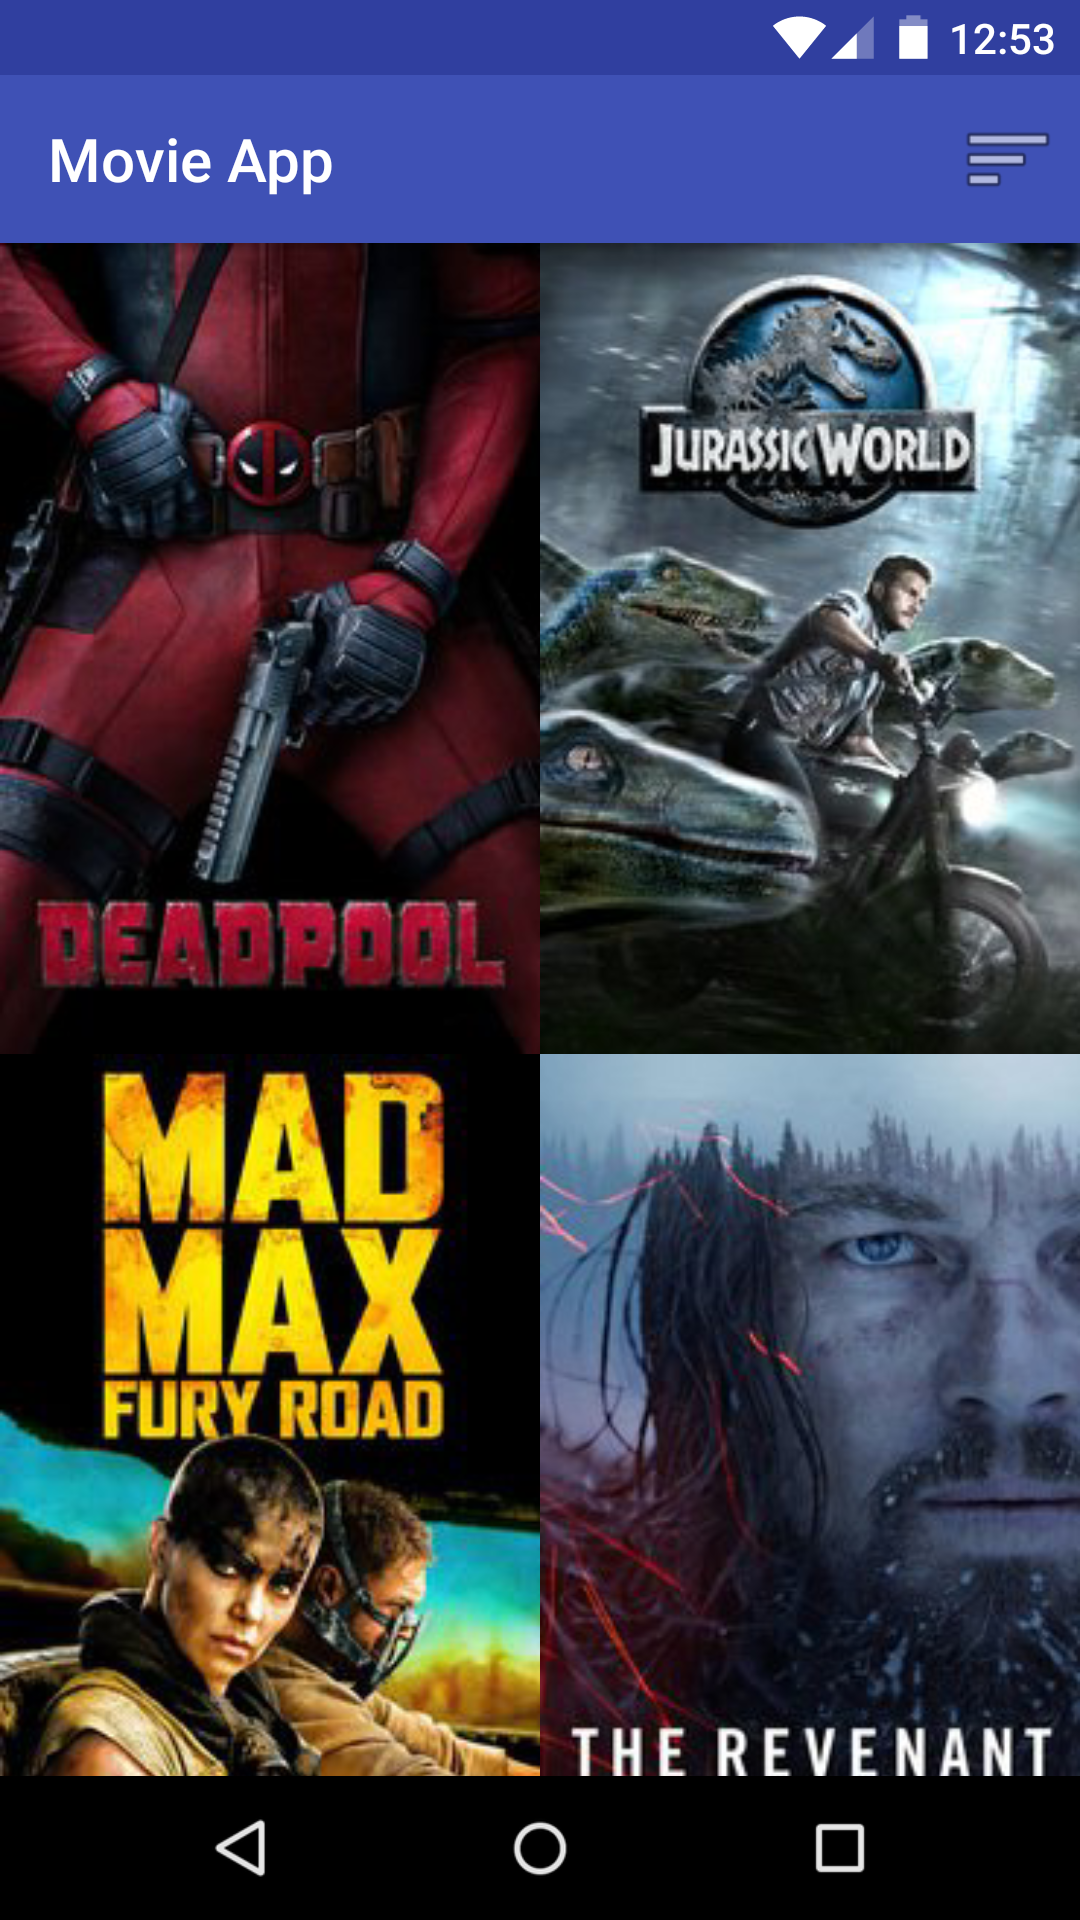 12:53
Movie App
JURASSIC WORLD
DEADPOOL
MAD
MAX
FURY ROAD
THE REVENANT